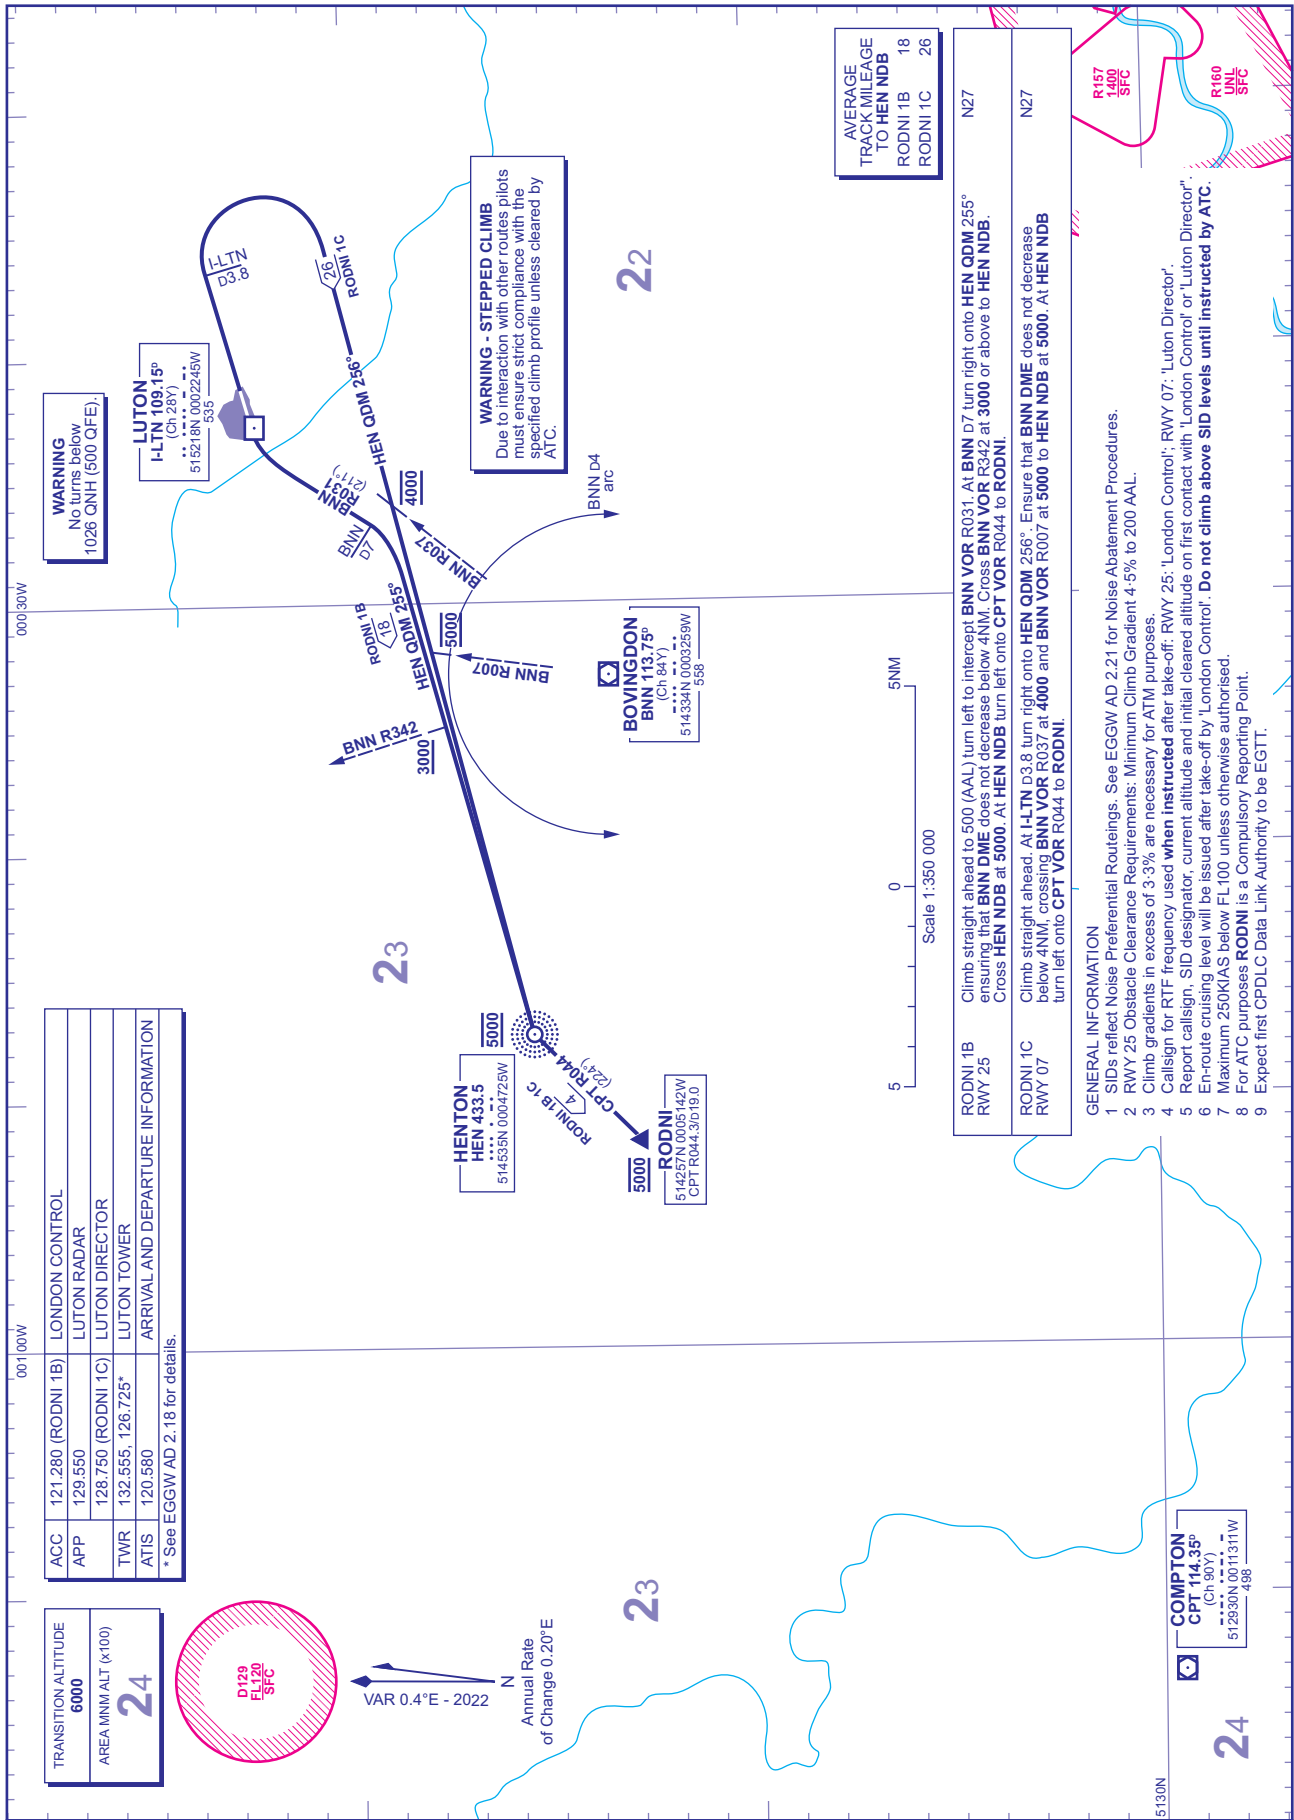 TRANSITION ALTITUDE
6000
AREA MNM ALT (x100)
24
ACC 121.280 (RODNI 1B) LONDON CONTROL
APP 129.550 LUTON RADAR
128.750 (RODNI 1C) LUTON DIRECTOR
TWR 132.555, 126.725* LUTON TOWER
ATIS 120.580 ARRIVAL AND DEPARTURE INFORMATION
* See EGGW AD 2.18 for details.
001 00W
000 30W
WARNING
No turns below
1026 QNH (500 QFE).
LUTON
I-LTN 109.15ᴰ
(Ch 28Y)
515218N 0002245W
535
I-LTN
D3.8
D129
FL120
SFC
VAR 0.4°E - 2022
N
Annual Rate
of Change 0.20°E
BNN
R031
(211°)
BNN
D7
26
RODNI 1C
HEN QDM 256°
4000
BNN R037
RODNI 1B
18
HEN QDM 255°
5000
BNN R007
BNN R342
3000
WARNING - STEPPED CLIMB
Due to interaction with other routes pilots
must ensure strict compliance with the
specified climb profile unless cleared by
ATC.
BNN D4
arc
23
22
23
24
HENTON
HEN 433.5
514535N 0004725W
5000
CPT R044
(224°)
4
RODNI 1B 1C
5000
RODNI
514257N 0005142W
CPT R044.3/D19.0
BOVINGDON
BNN 113.75ᴰ
(Ch 84Y)
514334N 0003259W
558
COMPTON
CPT 114.35ᴰ
(Ch 90Y)
512930N 0011311W
498
5130N
5 0 5NM
Scale 1:350 000
AVERAGE
TRACK MILEAGE
TO HEN NDB
RODNI 1B 18
RODNI 1C 26
R157
1400
SFC
R160
UNL
SFC
RODNI 1B Climb straight ahead to 500 (AAL) turn left to intercept BNN VOR R031. At BNN D7 turn right onto HEN QDM 255° N27
RWY 25 ensuring that BNN DME does not decrease below 4NM. Cross BNN VOR R342 at 3000 or above to HEN NDB.
Cross HEN NDB at 5000. At HEN NDB turn left onto CPT VOR R044 to RODNI.
RODNI 1C Climb straight ahead. At I-LTN D3.8 turn right onto HEN QDM 256°. Ensure that BNN DME does not decrease N27
RWY 07 below 4NM, crossing BNN VOR R037 at 4000 and BNN VOR R007 at 5000 to HEN NDB at 5000. At HEN NDB
turn left onto CPT VOR R044 to RODNI.
GENERAL INFORMATION
1 SIDs reflect Noise Preferential Routeings. See EGGW AD 2.21 for Noise Abatement Procedures.
2 RWY 25 Obstacle Clearance Requirements: Minimum Climb Gradient 4·5% to 200 AAL.
3 Climb gradients in excess of 3·3% are necessary for ATM purposes.
4 Callsign for RTF frequency used when instructed after take-off: RWY 25: 'London Control'; RWY 07: 'Luton Director'.
5 Report callsign, SID designator, current altitude and initial cleared altitude on first contact with 'London Control' or 'Luton Director".
6 En-route cruising level will be issued after take-off by 'London Control'. Do not climb above SID levels until instructed by ATC.
7 Maximum 250KIAS below FL100 unless otherwise authorised.
8 For ATC purposes RODNI is a Compulsory Reporting Point.
9 Expect first CPDLC Data Link Authority to be EGTT.